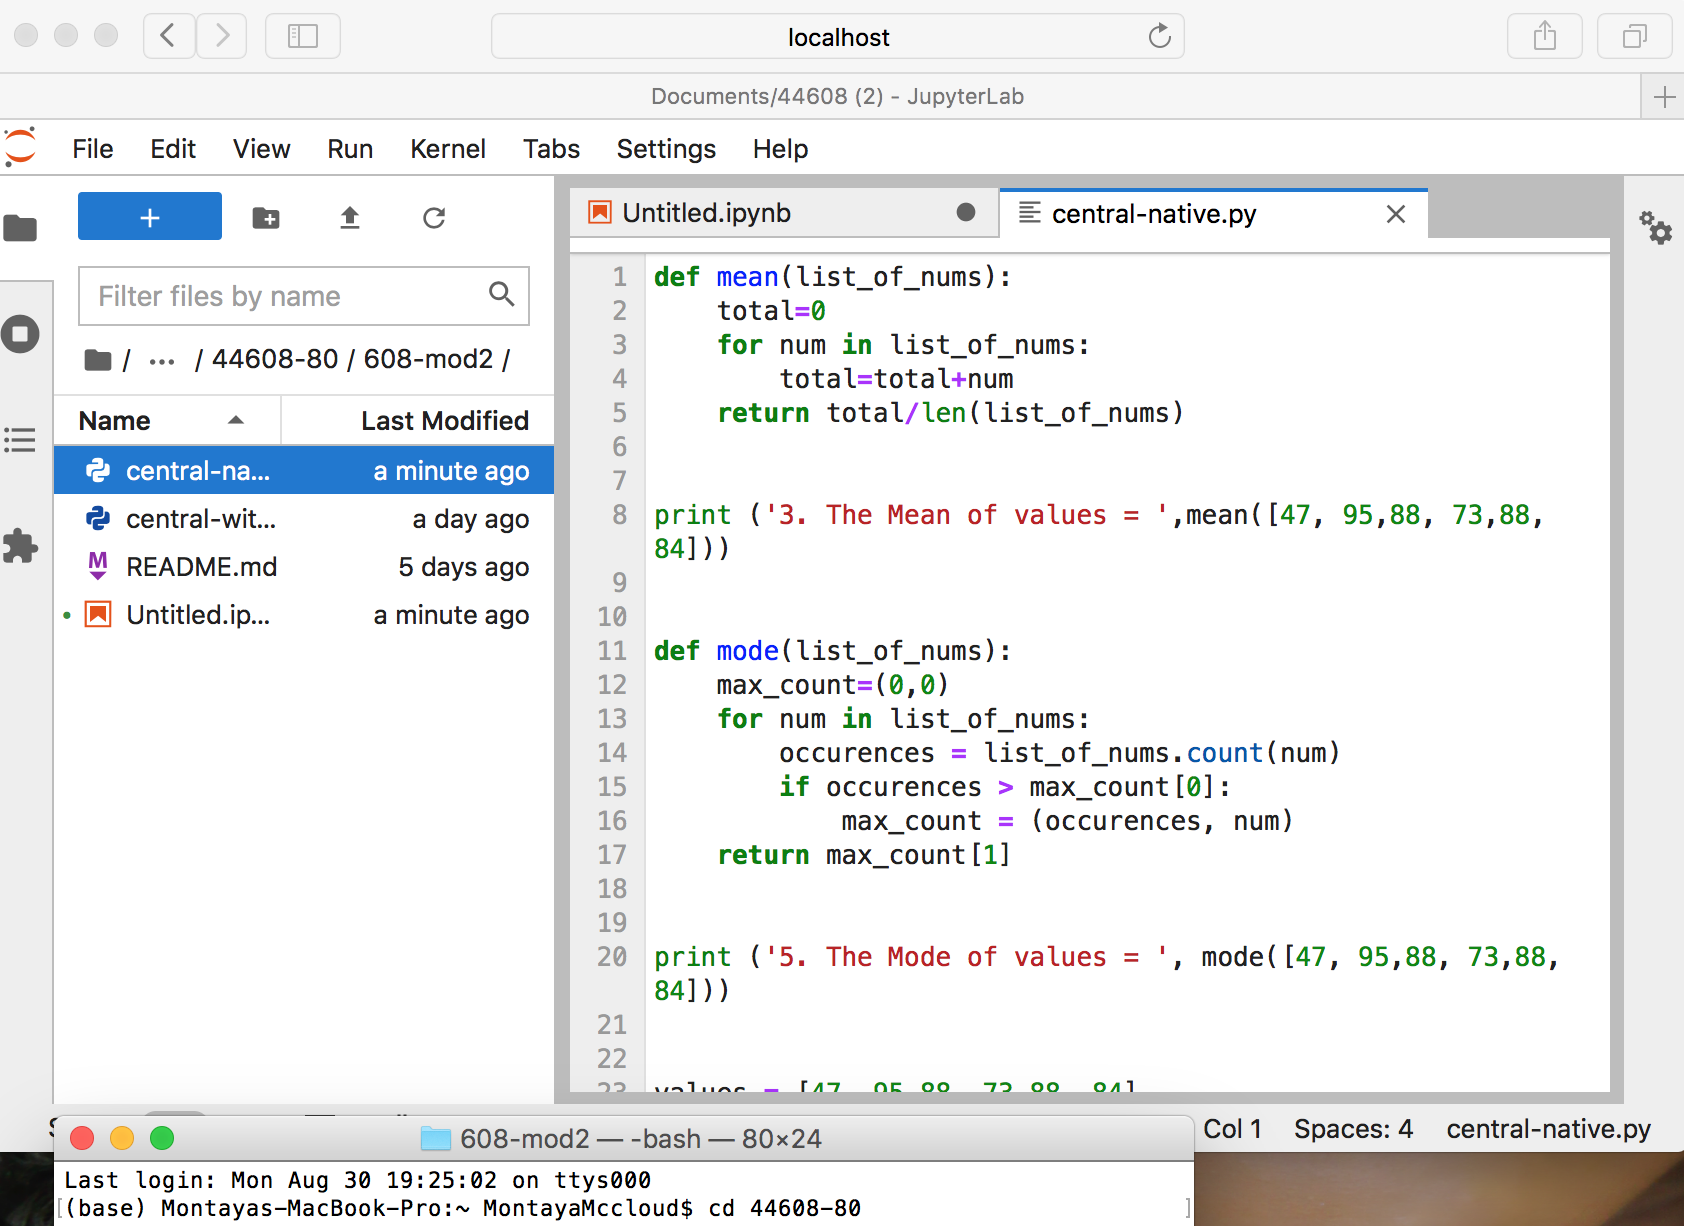 localhost
Documents/44608 (2) - JupyterLab
File Edit View Run Kernel Tabs Settings Help
Untitled.ipynb
central-native.py
Filter files by name
/ ... / 44608-80 / 608-mod2 /
Name Last Modified
central-na... a minute ago
central-wit... a day ago
README.md 5 days ago
Untitled.ip... a minute ago
1 def mean(list_of_nums):
2     total=0
3     for num in list_of_nums:
4         total=total+num
5     return total/len(list_of_nums)
6
7
8 print ('3. The Mean of values = ',mean([47, 95,88, 73,88,
84]))
9
10
11 def mode(list_of_nums):
12     max_count=(0,0)
13     for num in list_of_nums:
14         occurences = list_of_nums.count(num)
15         if occurences > max_count[0]:
16             max_count = (occurences, num)
17     return max_count[1]
18
19
20 print ('5. The Mode of values = ', mode([47, 95,88, 73,88,
84]))
21
22
23 values = [47, 95,88, 73,88, 84]
Col 1 Spaces: 4 central-native.py
608-mod2 — -bash — 80×24
Last login: Mon Aug 30 19:25:02 on ttys000
[(base) Montayas-MacBook-Pro:~ MontayaMccloud$ cd 44608-80 ]